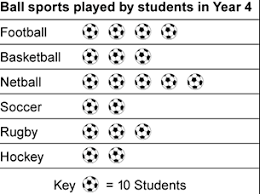 Ball sports played by students in Year 4
Football
Basketball
Netball
Soccer
Rugby
Hockey
Key = 10 Students